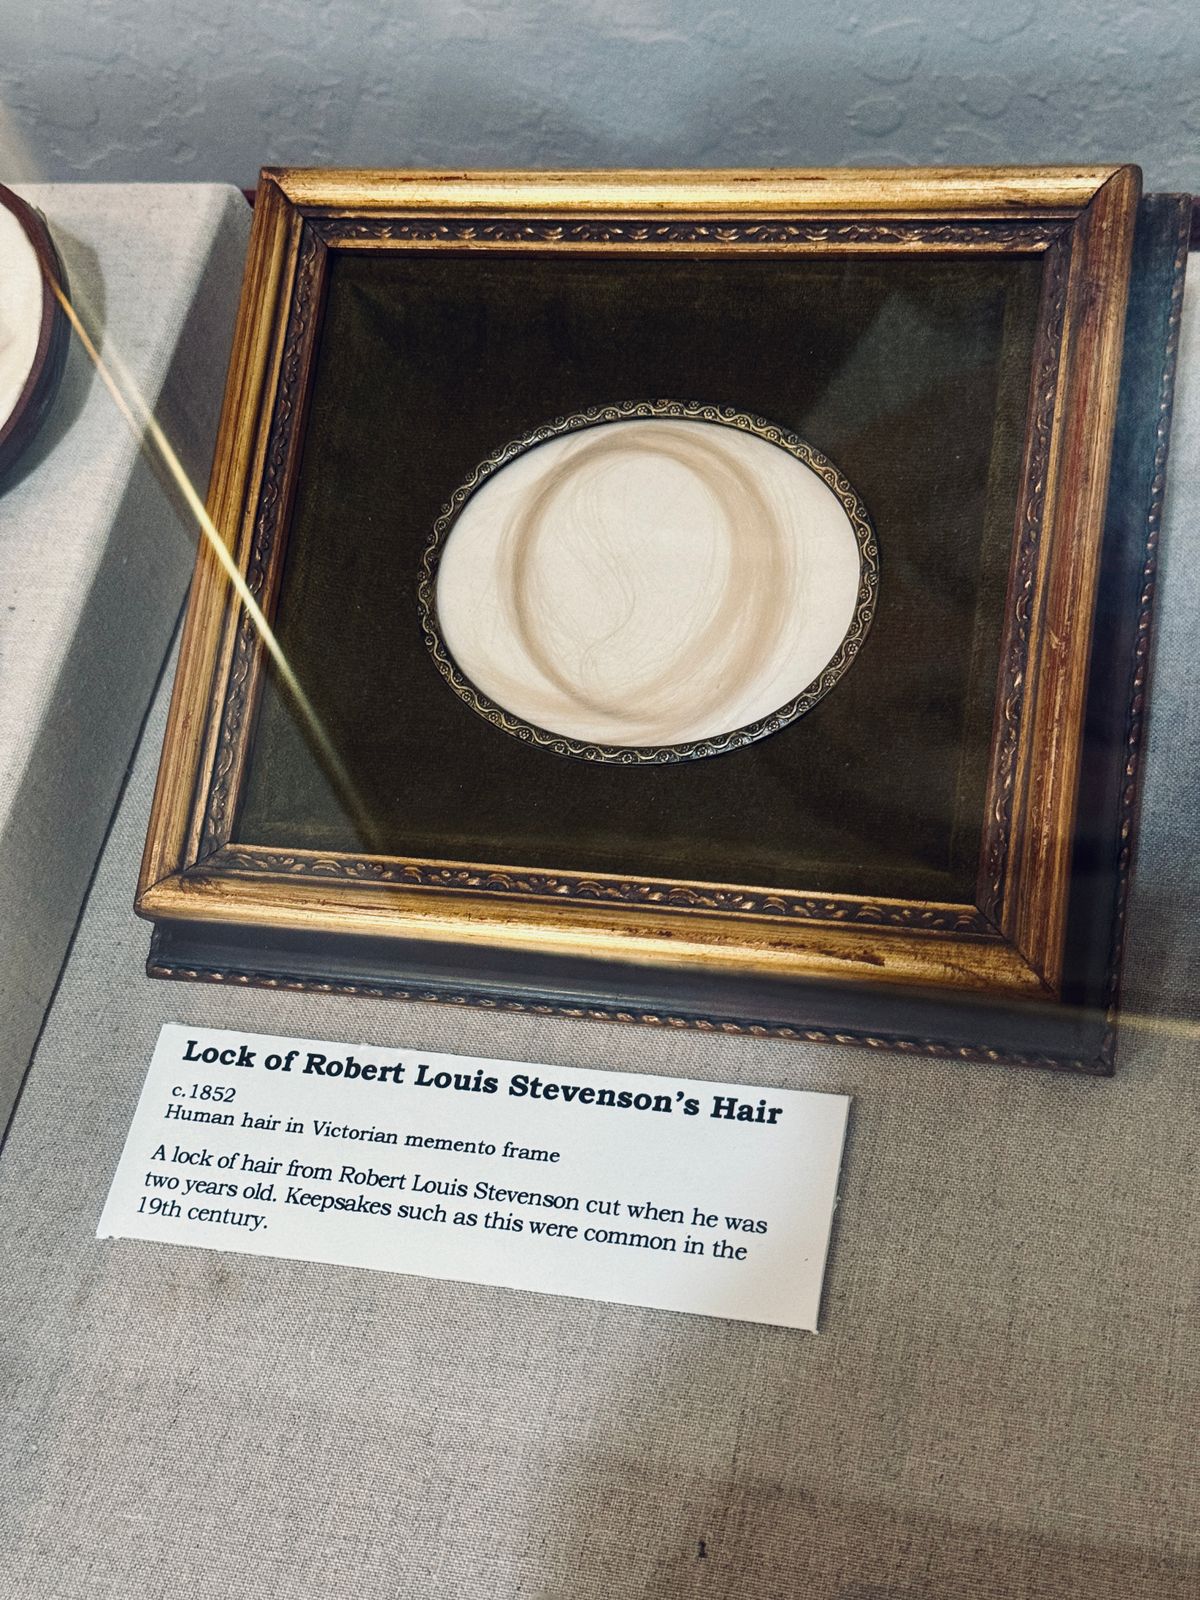 Lock of Robert Louis Stevenson's Hair
c.1852
Human hair in Victorian memento frame
A lock of hair from Robert Louis Stevenson cut when he was
two years old. Keepsakes such as this were common in the
19th century.